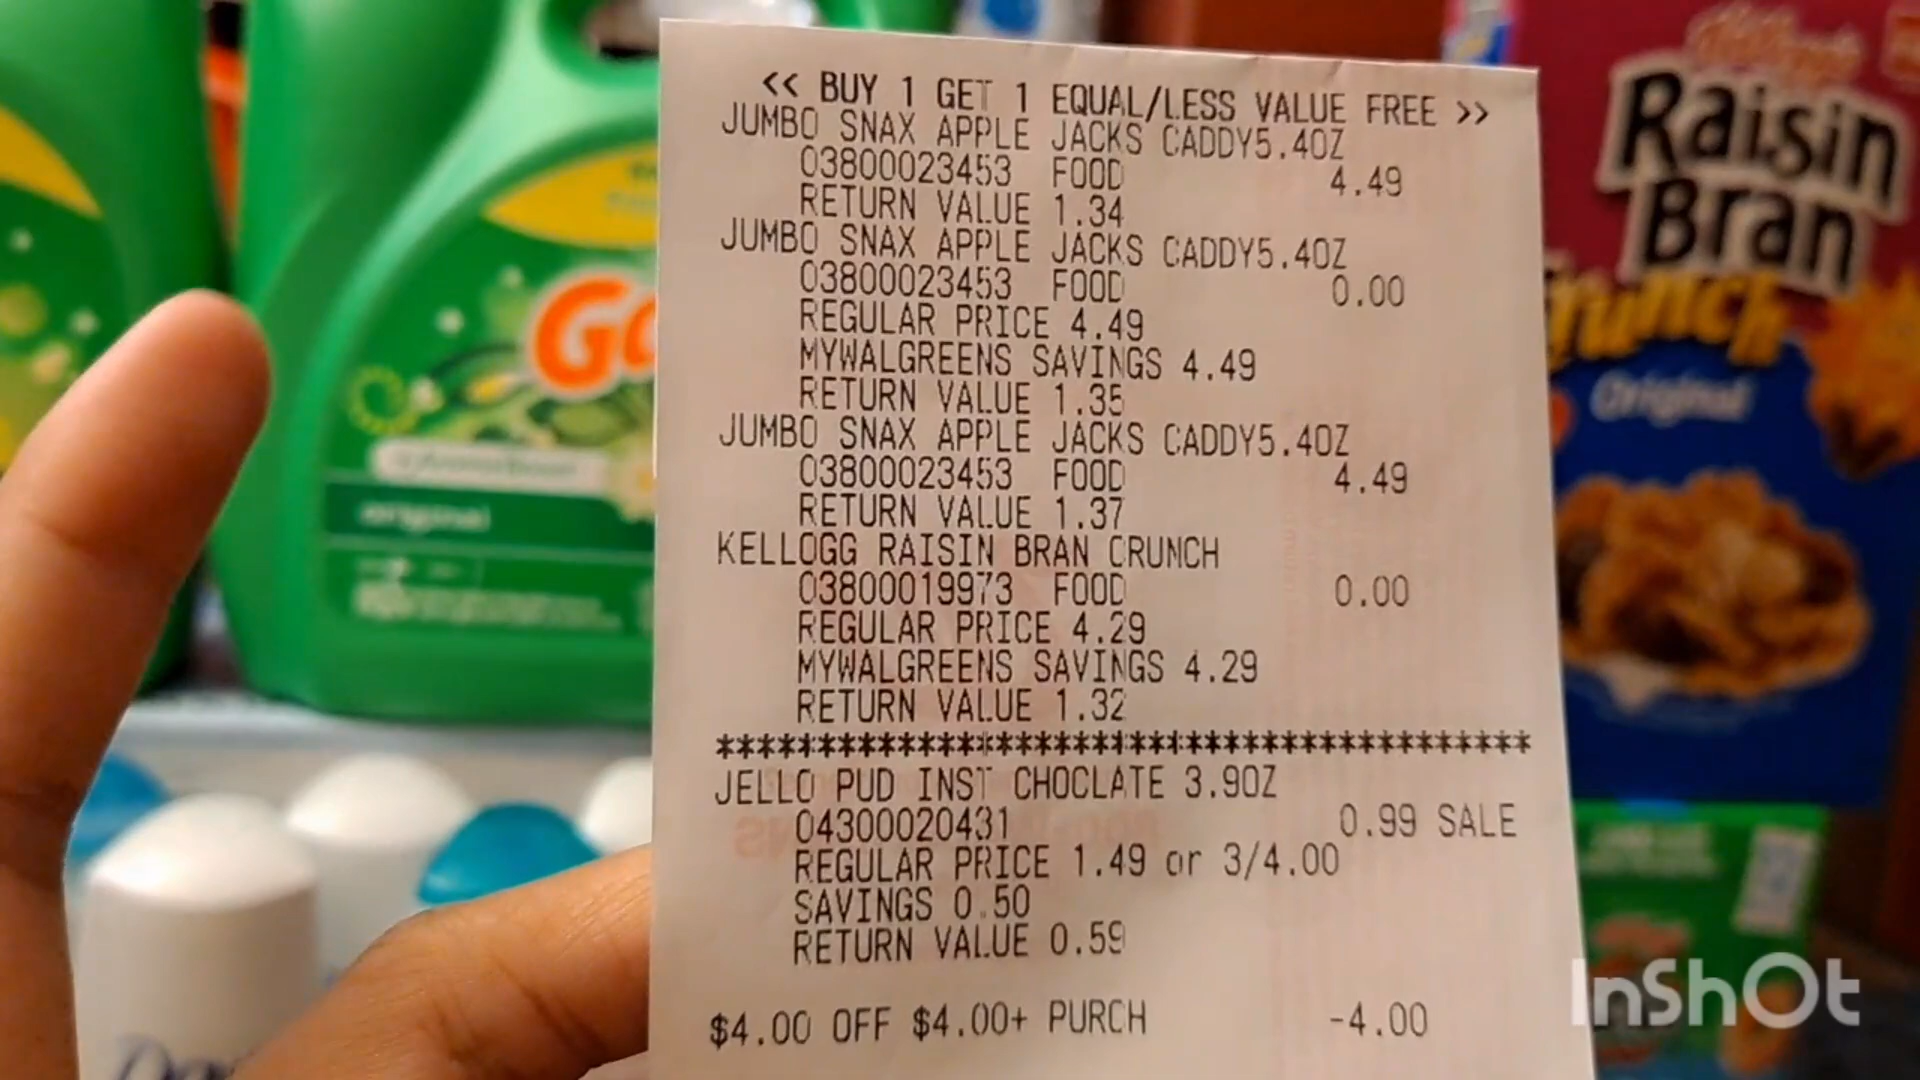 << BUY 1 GET 1 EQUAL/LESS VALUE FREE >>
JUMBO SNAX APPLE JACKS CADDY5.4OZ
03800023453 FOOD 4.49
RETURN VALUE 1.34
JUMBO SNAX APPLE JACKS CADDY5.4OZ
03800023453 FOOD 0.00
REGULAR PRICE 4.49
MYWALGREENS SAVINGS 4.49
RETURN VALUE 1.35
JUMBO SNAX APPLE JACKS CADDY5.4OZ
03800023453 FOOD 4.49
RETURN VALUE 1.37
KELLOGG RAISIN BRAN CRUNCH
03800019973 FOOD 0.00
REGULAR PRICE 4.29
MYWALGREENS SAVINGS 4.29
RETURN VALUE 1.32
****************************************
JELLO PUD INST CHOCLATE 3.9OZ
04300020431 0.99 SALE
REGULAR PRICE 1.49 or 3/4.00
SAVINGS 0.50
RETURN VALUE 0.59
$4.00 OFF $4.00+ PURCH -4.00
Kellogg's
Raisin
Bran
Crunch
Original
original
InShOt